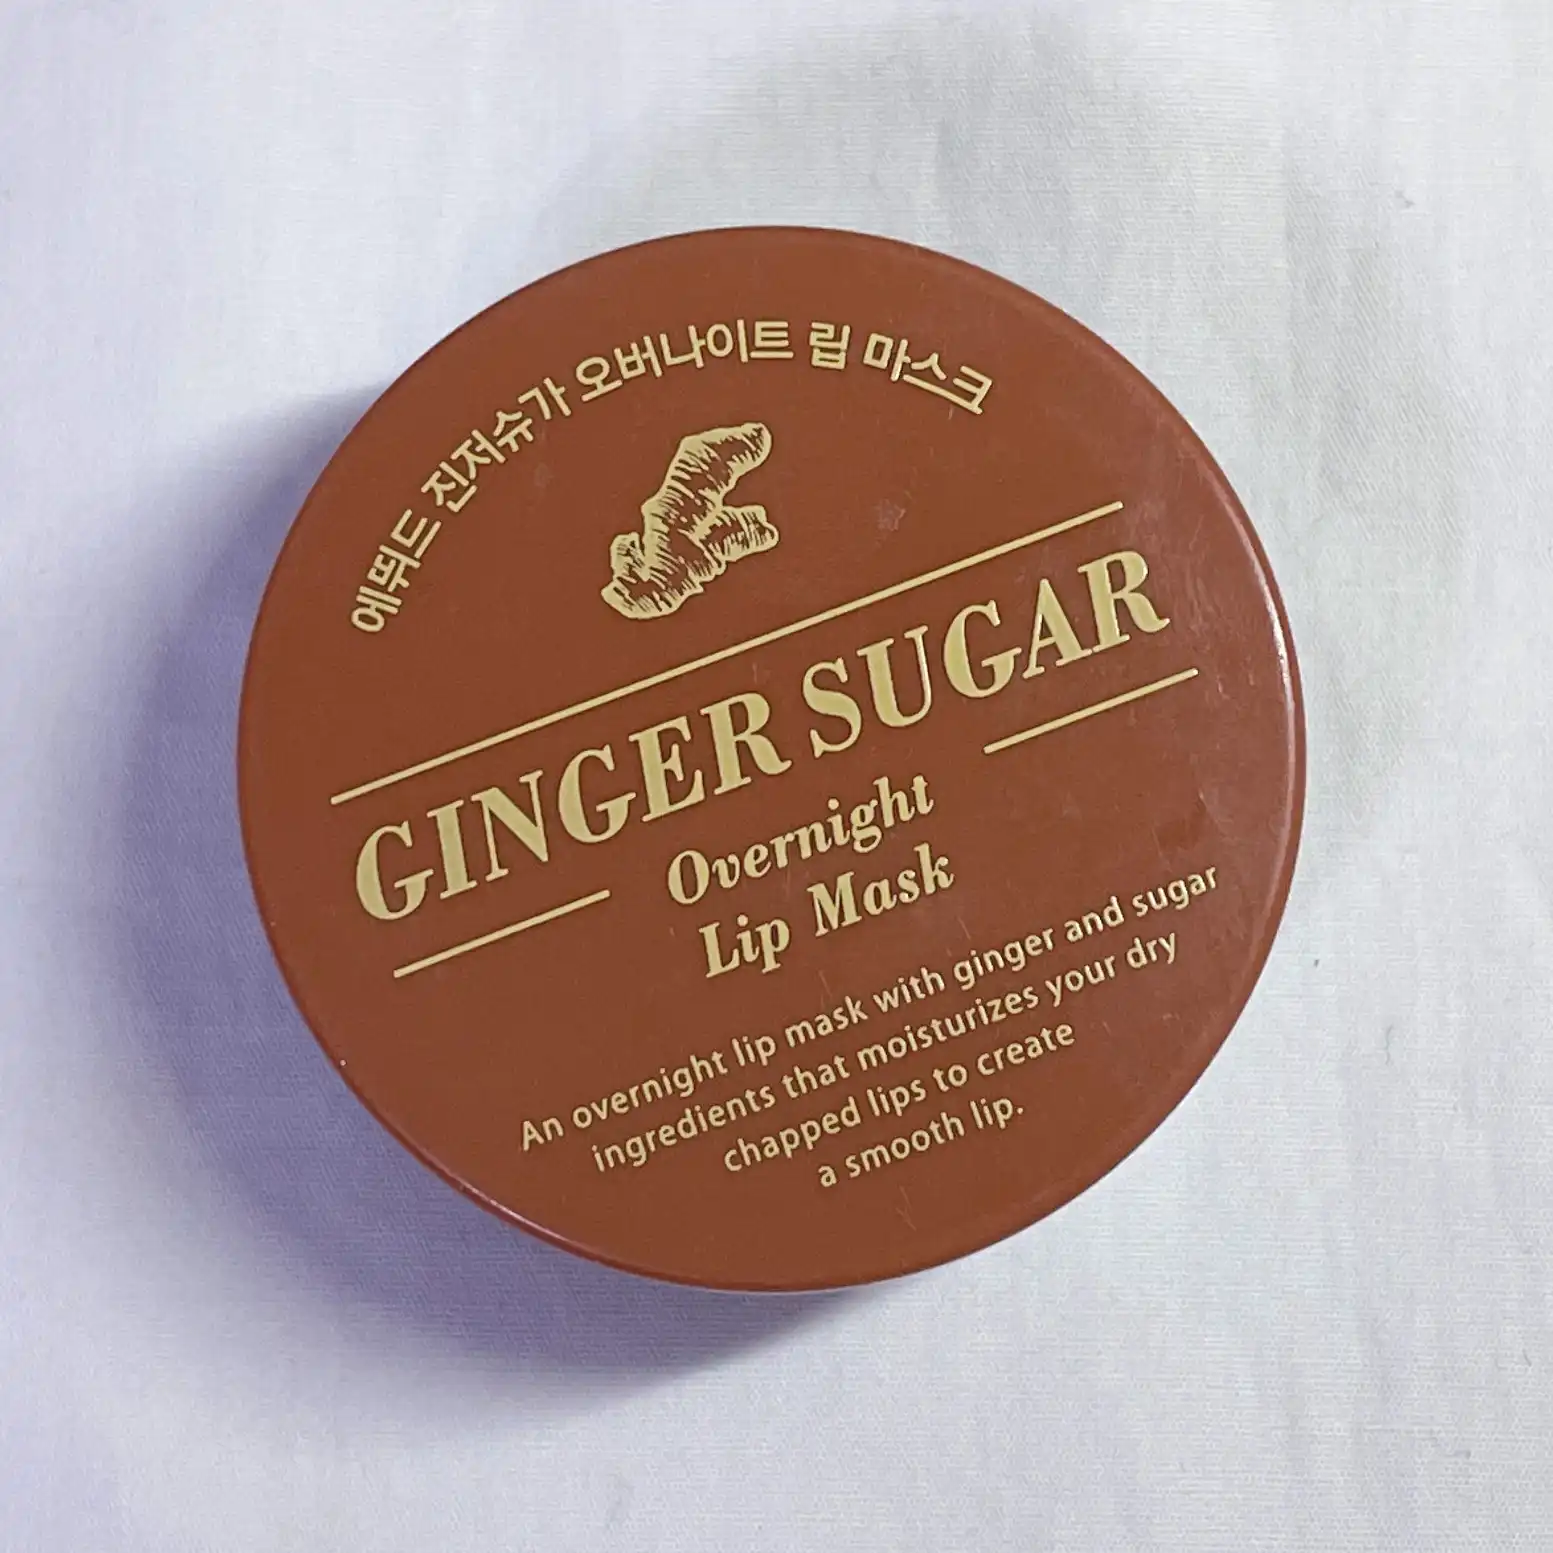 에뛰드 진저슈가 오버나이트 립 마스크
GINGER SUGAR
Overnight
Lip Mask
An overnight lip mask with ginger and sugar
ingredients that moisturizes your dry
chapped lips to create
a smooth lip.